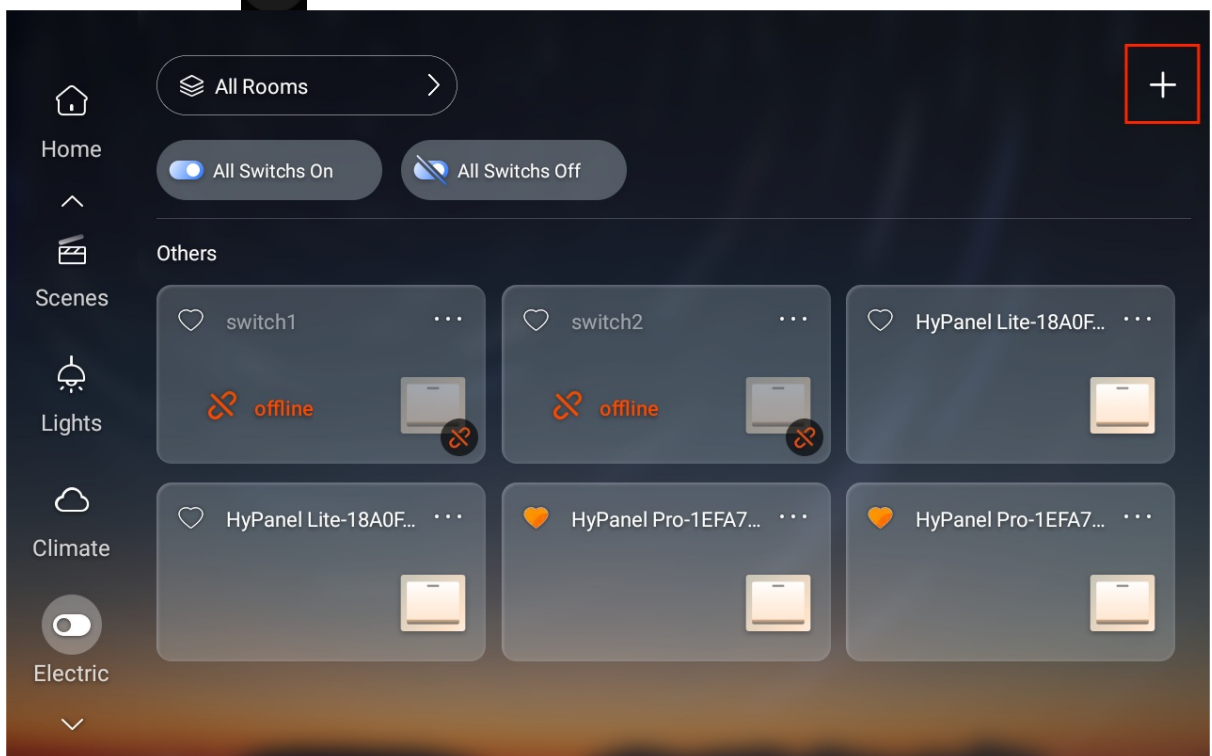 All Rooms
Home
All Switchs On
All Switchs Off
Others
Scenes
switch1
switch2
HyPanel Lite-18A0F...
offline
offline
Lights
HyPanel Lite-18A0F...
HyPanel Pro-1EFA7...
HyPanel Pro-1EFA7...
Climate
Electric